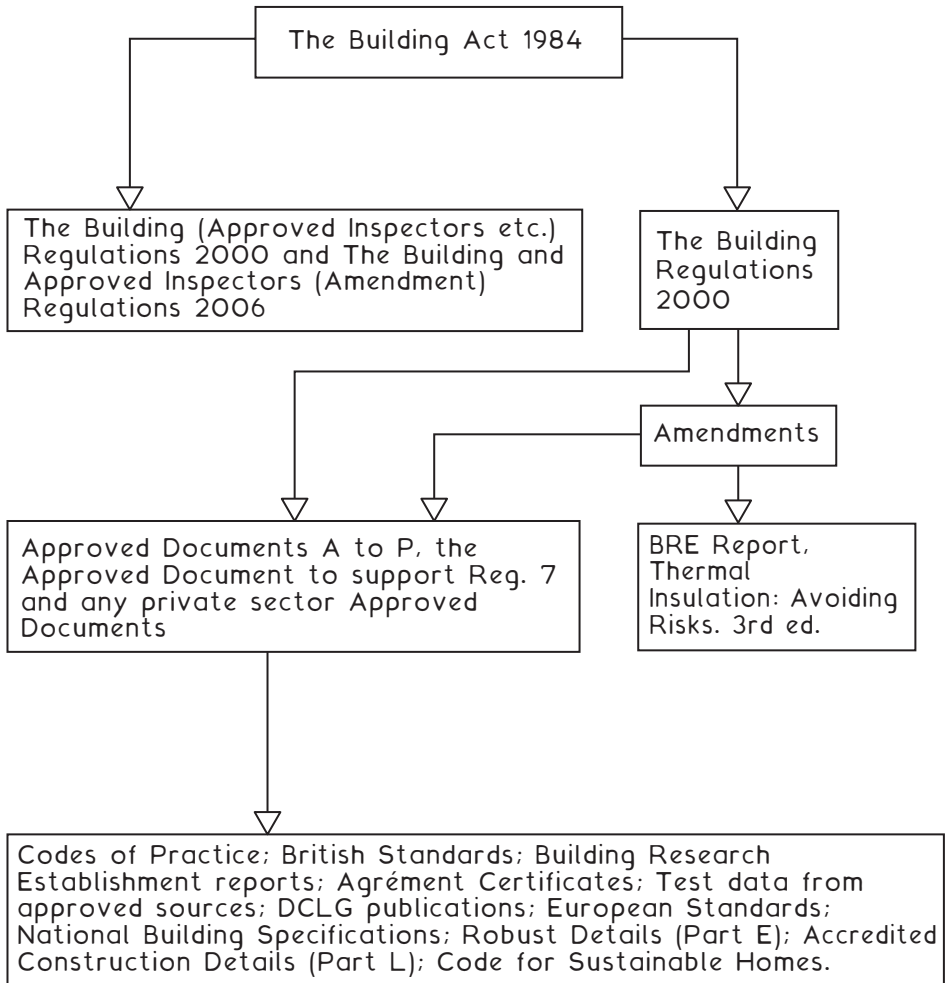 The Building Act 1984
The Building (Approved Inspectors etc.)
Regulations 2000 and The Building and
Approved Inspectors (Amendment)
Regulations 2006
The Building
Regulations
2000
Amendments
Approved Documents A to P, the
Approved Document to support Reg. 7
and any private sector Approved
Documents
BRE Report,
Thermal
Insulation: Avoiding
Risks. 3rd ed.
Codes of Practice; British Standards; Building Research
Establishment reports; Agrément Certificates; Test data from
approved sources; DCLG publications; European Standards;
National Building Specifications; Robust Details (Part E); Accredited
Construction Details (Part L); Code for Sustainable Homes.